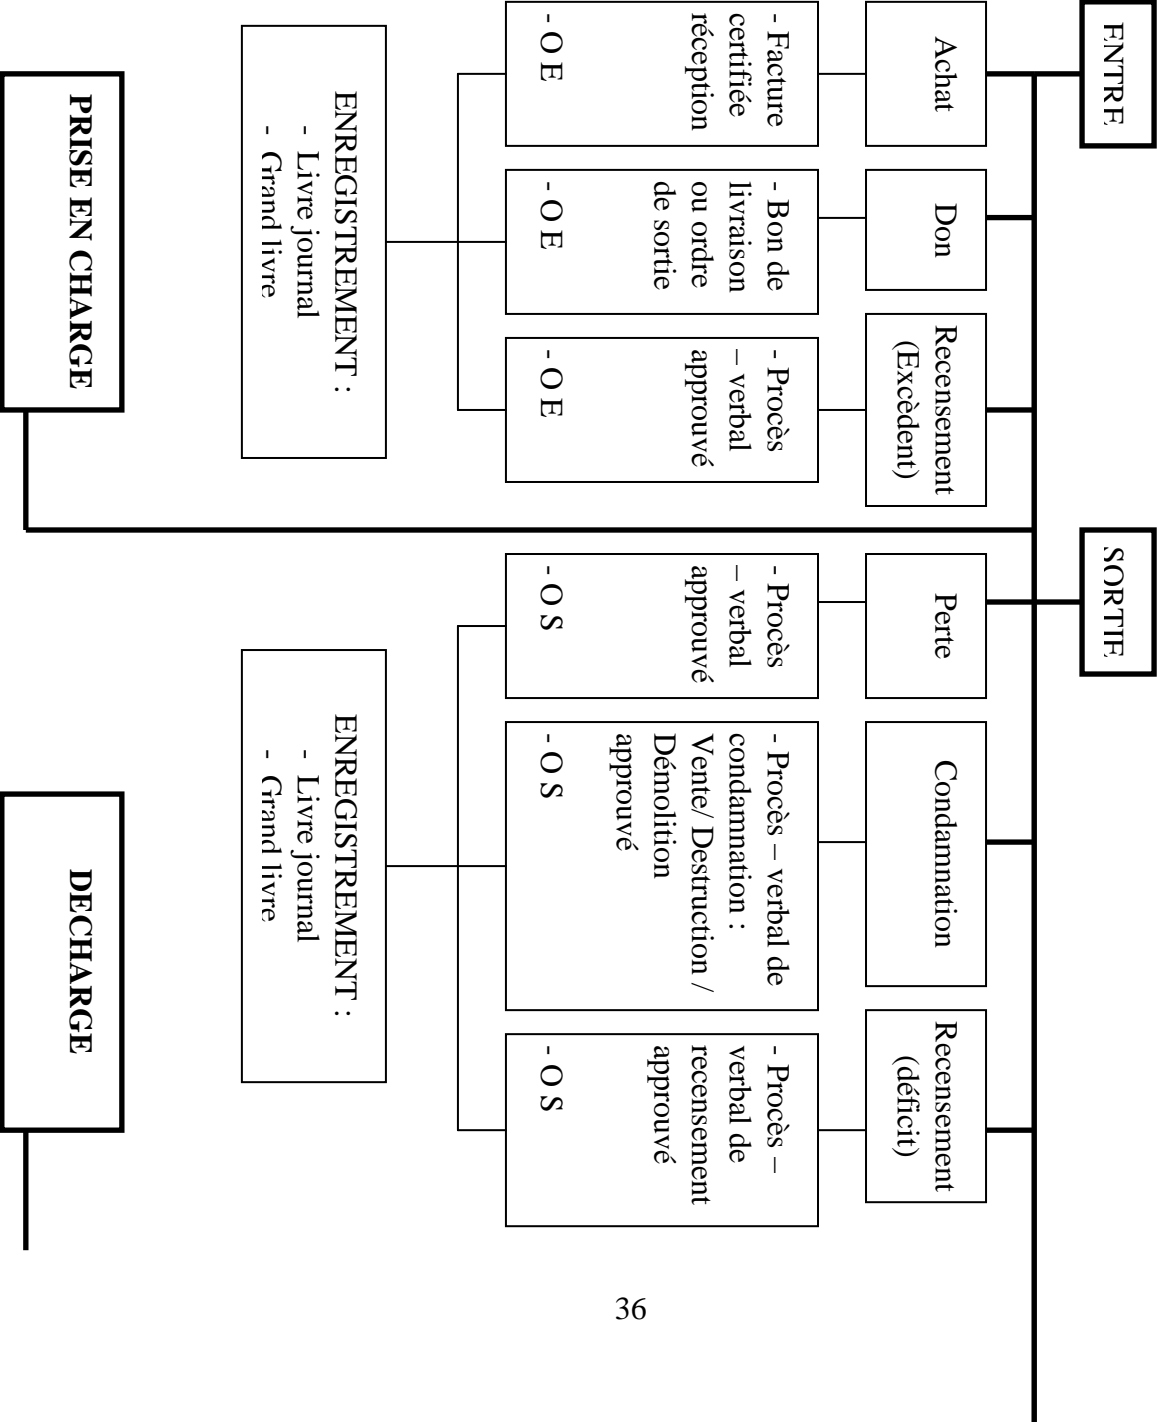 ENTRE
SORTIE
Achat
Don
Recensement
(Excèdent)
Perte
Condamnation
Recensement
(déficit)
- Facture
certifiée
réception
- O E
- Bon de
livraison
ou ordre
de sortie
- O E
- Procès
– verbal
approuvé
- O E
- Procès
– verbal
approuvé
- O S
- Procès – verbal de
condamnation :
Vente/ Destruction /
Démolition
approuvé
- O S
- Procès –
verbal de
recensement
approuvé
- O S
ENREGISTREMENT :
- Livre journal
- Grand livre
ENREGISTREMENT :
- Livre journal
- Grand livre
PRISE EN CHARGE
DECHARGE
36